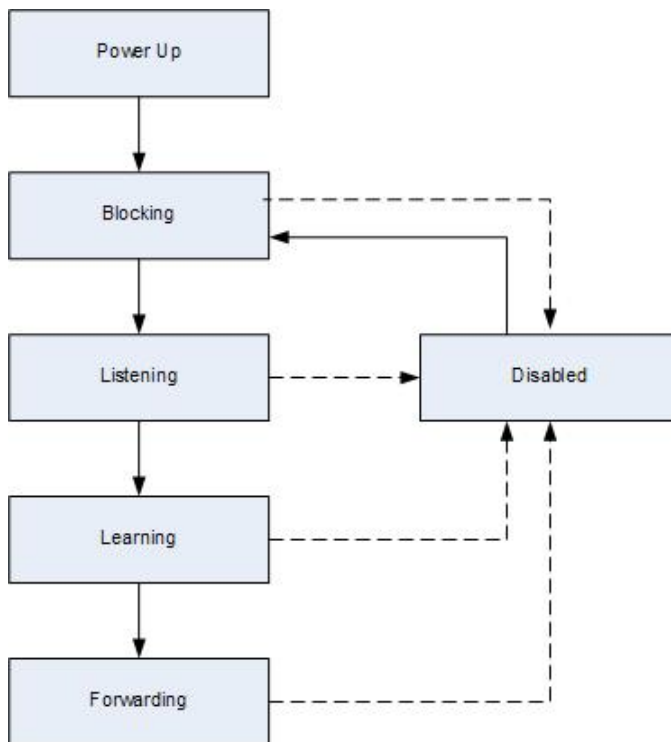 Power Up
Blocking
Listening
Disabled
Learning
Forwarding